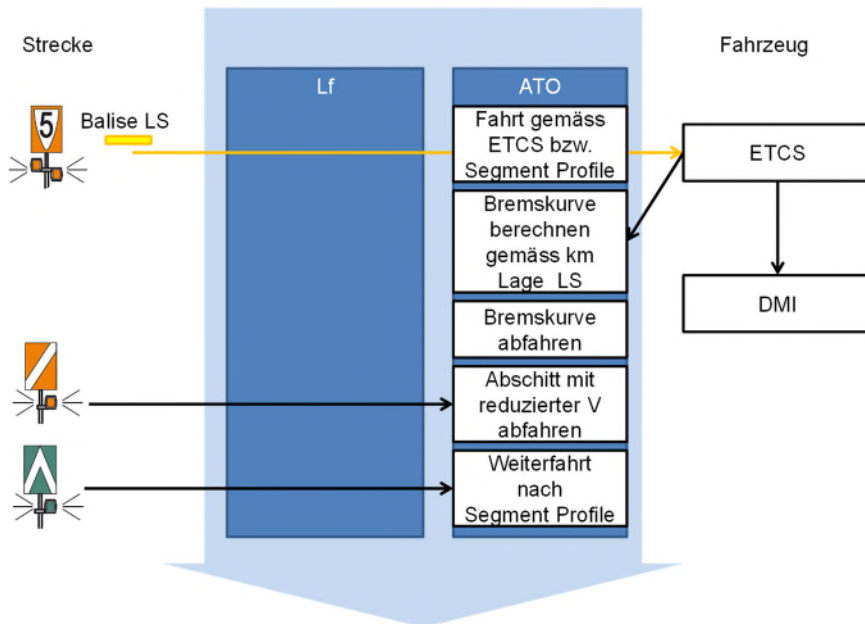 Strecke
Fahrzeug
Lf
ATO
5
Balise LS
Fahrt gemäss
ETCS bzw.
Segment Profile
ETCS
Bremskurve
berechnen
gemäss km
Lage LS
DMI
Bremskurve
abfahren
Abschitt mit
reduzierter V
abfahren
Weiterfahrt
nach
Segment Profile